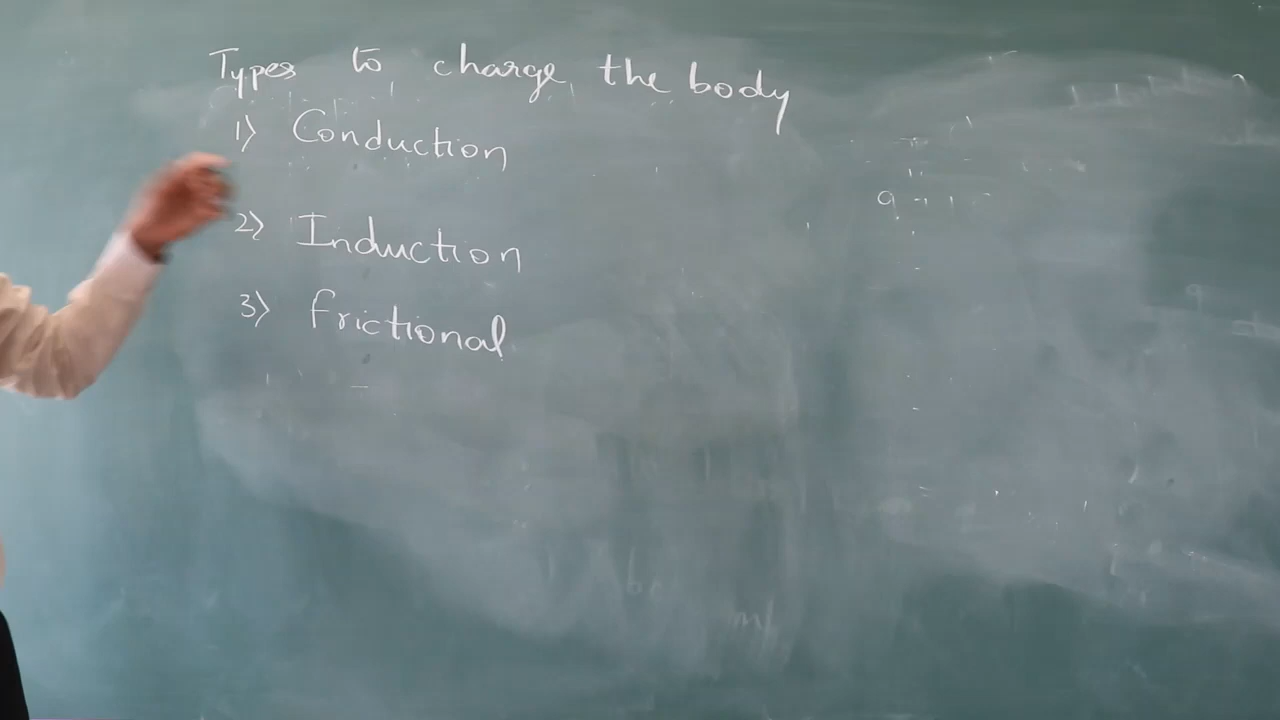 Types to charge the body
1) Conduction
2) Induction
3) frictional